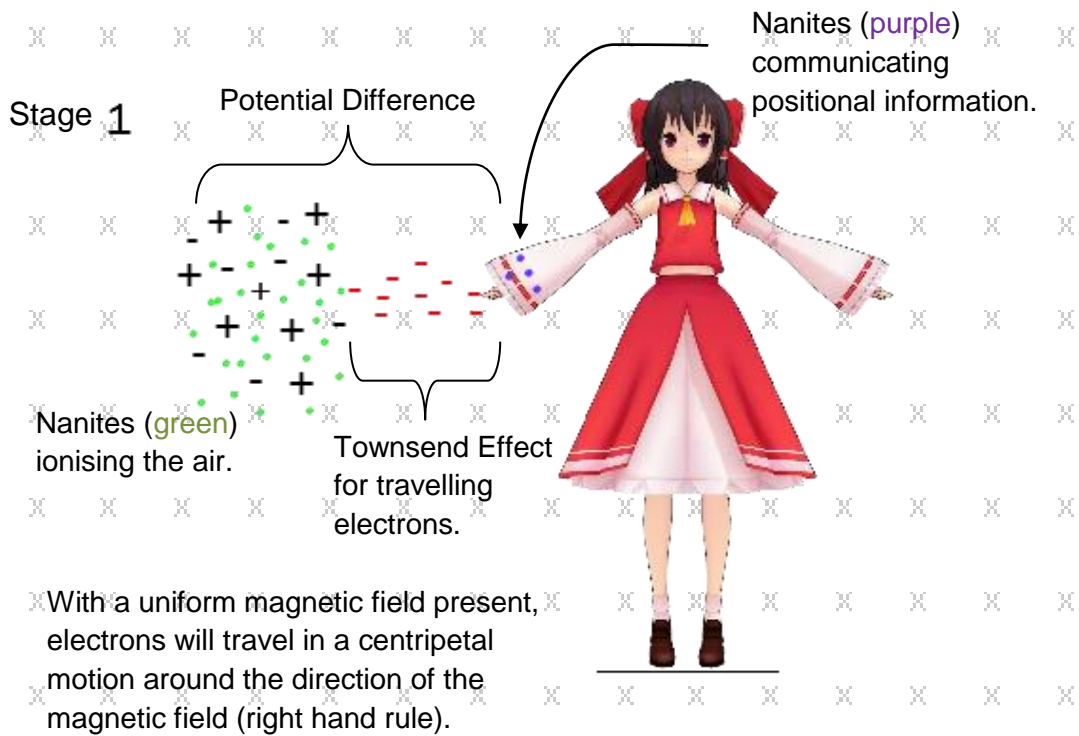 Nanites (purple)
communicating
positional information.
Stage 1
Potential Difference
Nanites (green)
ionising the air.
Townsend Effect
for travelling
electrons.
With a uniform magnetic field present,
electrons will travel in a centripetal
motion around the direction of the
magnetic field (right hand rule).